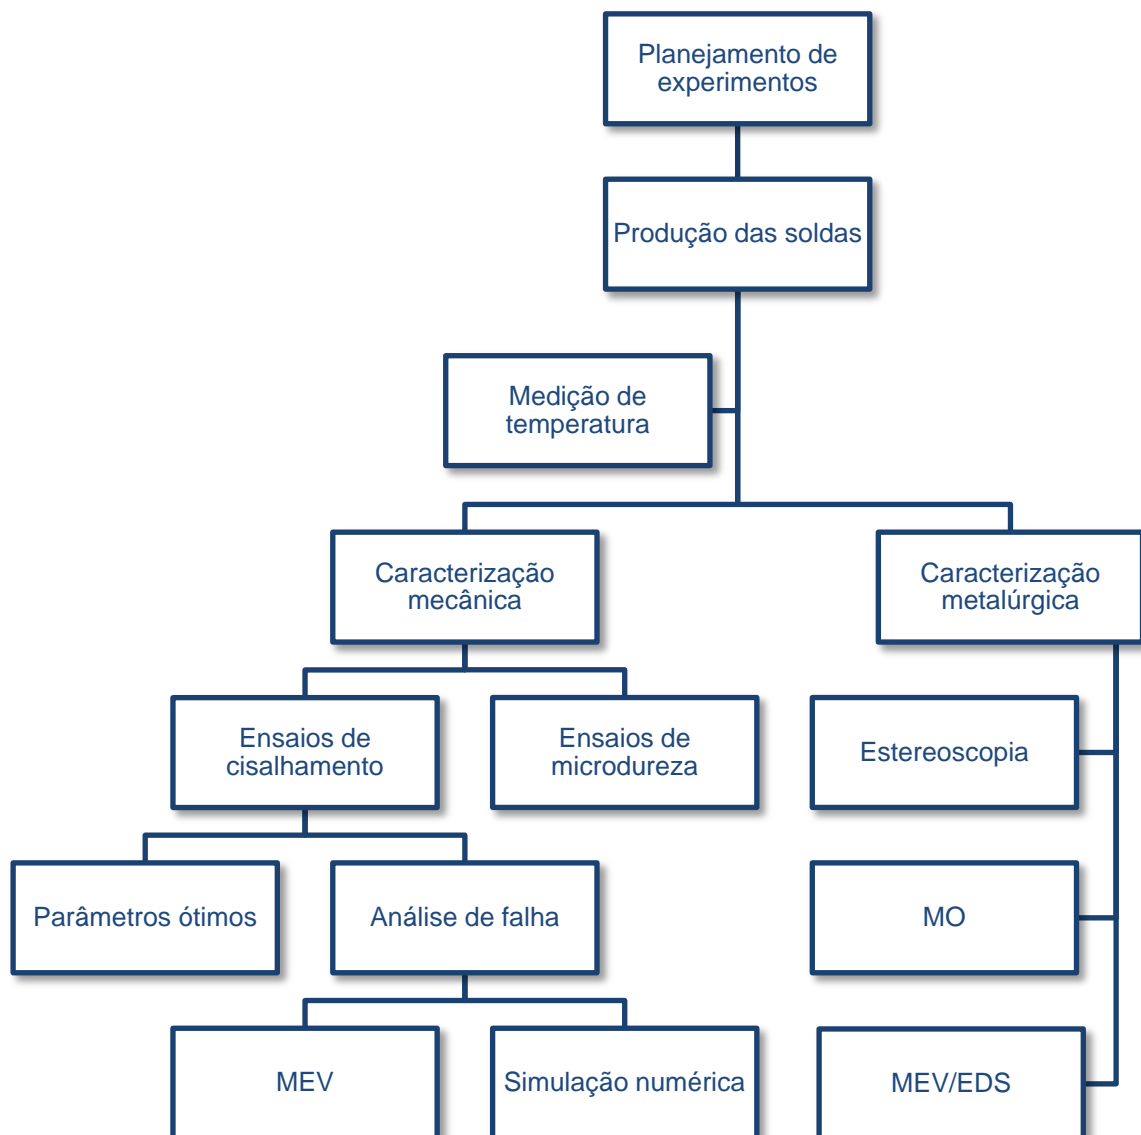 Planejamento de
experimentos
Produção das soldas
Medição de
temperatura
Caracterização
mecânica
Caracterização
metalúrgica
Ensaios de
cisalhamento
Ensaios de
microdureza
Estereoscopia
Parâmetros ótimos
Análise de falha
MO
MEV
Simulação numérica
MEV/EDS